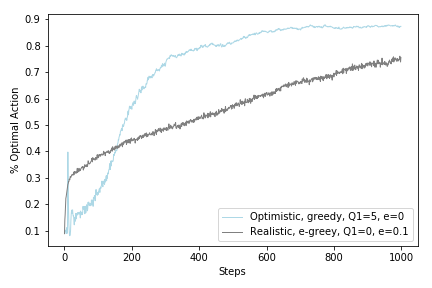 0.9
0.8
0.7
0.6
0.5
0.4
0.3
0.2
0.1
% Optimal Action
Optimistic, greedy, Q1=5, e=0
Realistic, e-greey, Q1=0, e=0.1
0 200 400 600 800 1000
Steps